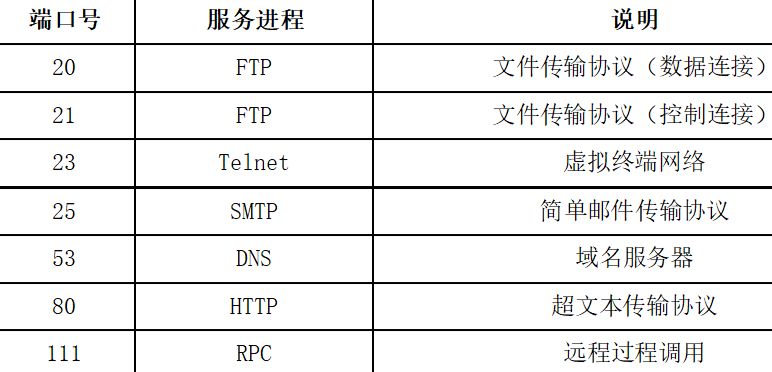 端口号 服务进程 说明
20 FTP 文件传输协议（数据连接）
21 FTP 文件传输协议（控制连接）
23 Telnet 虚拟终端网络
25 SMTP 简单邮件传输协议
53 DNS 域名服务器
80 HTTP 超文本传输协议
111 RPC 远程过程调用